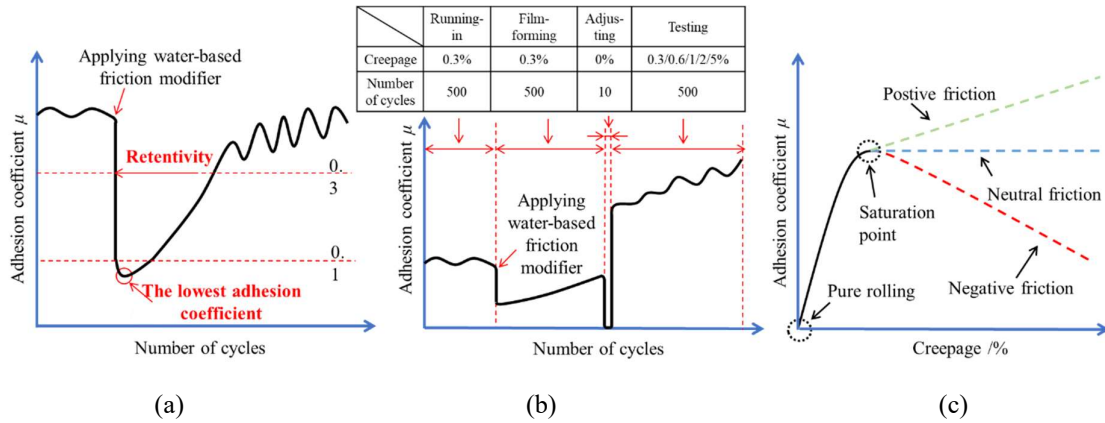 Applying water-based
friction modifier
Adhesion coefficient μ
Retentivity
0.
3
0.
1
The lowest adhesion
coefficient
Number of cycles
(a)
Running-
in
Film-
forming
Adjus-
ting
Testing
Creepage
0.3%
0.3%
0%
0.3/0.6/1/2/5%
Number
of cycles
500
500
10
500
Adhesion coefficient μ
Applying
water-based
friction
modifier
Number of cycles
(b)
Adhesion coefficient μ
Postive friction
Neutral friction
Saturation
point
Negative friction
Pure rolling
Creepage /%
(c)